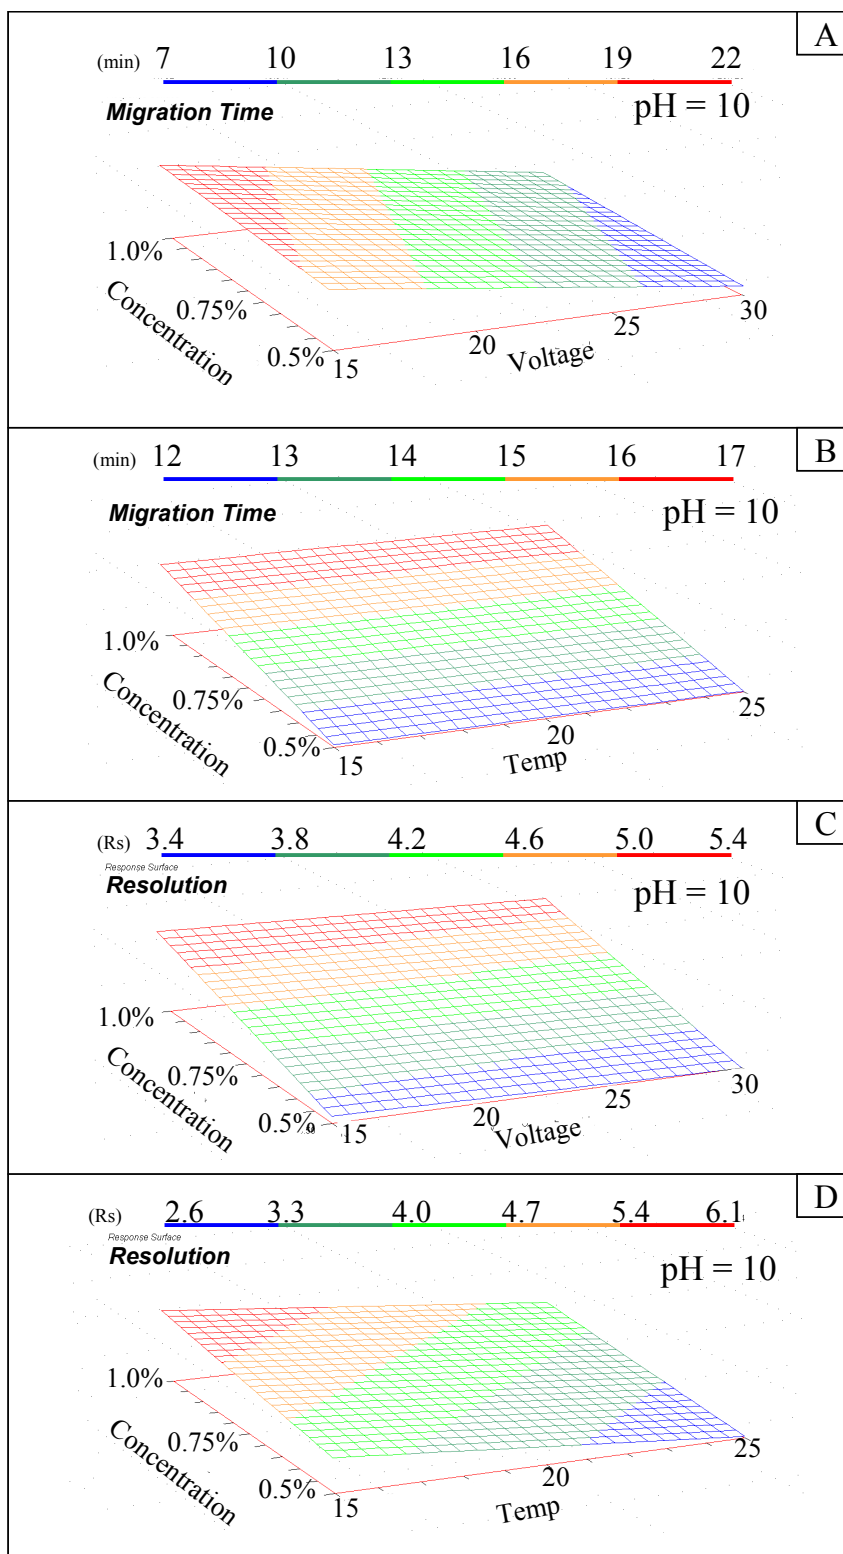 A
(min) 7 10 13 16 19 22
Migration Time
pH = 10
1.0%
0.75%
0.5%
Concentration
15
20
25
30
Voltage
B
(min) 12 13 14 15 16 17
Migration Time
pH = 10
1.0%
0.75%
0.5%
Concentration
15
20
25
Temp
C
(Rs) 3.4 3.8 4.2 4.6 5.0 5.4
Response Surface
Resolution
pH = 10
1.0%
0.75%
0.5%
Concentration
15
20
25
30
Voltage
D
(Rs) 2.6 3.3 4.0 4.7 5.4 6.1
Response Surface
Resolution
pH = 10
1.0%
0.75%
0.5%
Concentration
15
20
25
Temp